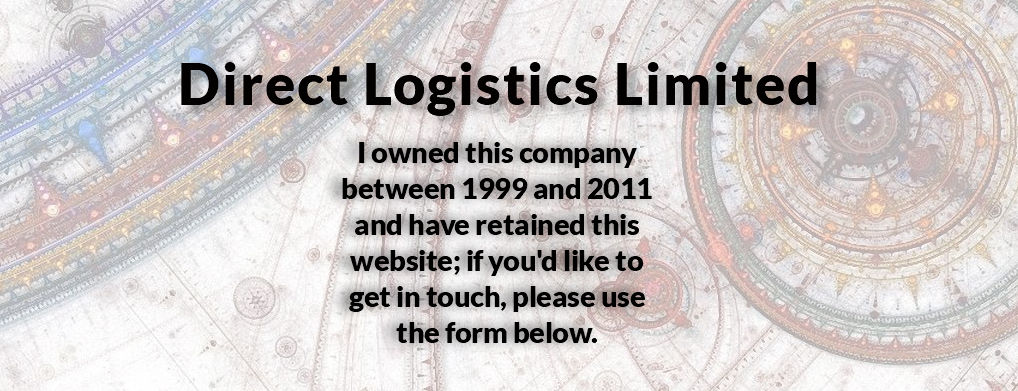 Direct Logistics Limited
I owned this company
between 1999 and 2011
and have retained this
website; if you'd like to
get in touch, please use
the form below.